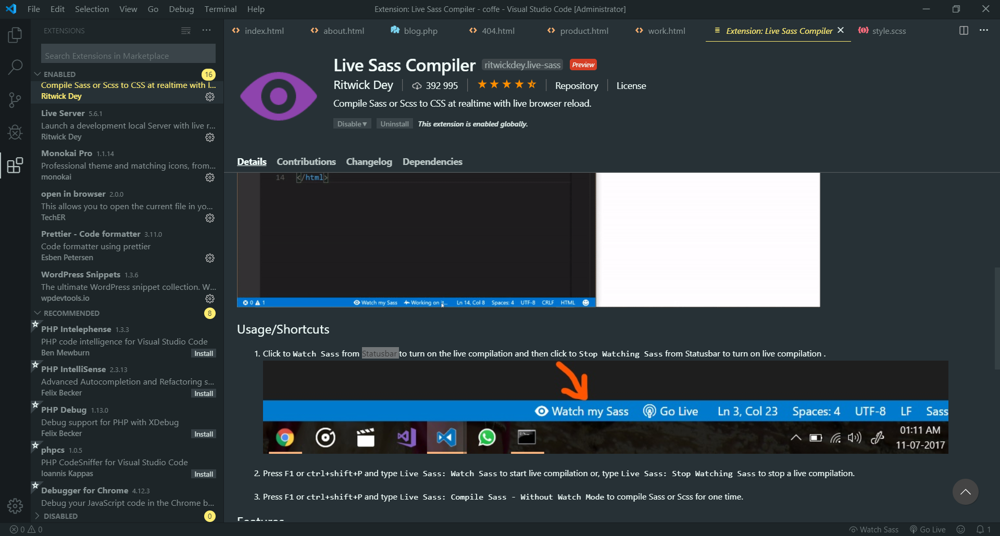 File Edit Selection View Go Debug Terminal Help
Extension: Live Sass Compiler - coffe - Visual Studio Code [Administrator]
EXTENSIONS
index.html
about.html
blog.php
404.html
product.html
work.html
Extension: Live Sass Compiler
style.scss
Search Extensions in Marketplace
ENABLED 16
Compile Sass or Scss to CSS at realtime with l...
Ritwick Dey
Live Server 5.6.1
Launch a development local Server with live r...
Ritwick Dey
Monokai Pro 1.1.14
Professional theme and matching icons, from...
monokai
open in browser 2.0.0
This allows you to open the current file in yo...
TechER
Prettier - Code formatter 3.11.0
Code formatter using prettier
Esben Petersen
WordPress Snippets 1.3.6
The ultimate WordPress snippet collection. W...
wpdevtools.io
RECOMMENDED 8
PHP Intelephense 1.3.3
PHP code intelligence for Visual Studio Code
Ben Mewburn Install
PHP IntelliSense 2.3.13
Advanced Autocompletion and Refactoring s...
Felix Becker Install
PHP Debug 1.13.0
Debug support for PHP with XDebug
Felix Becker Install
phpcs 1.0.5
PHP CodeSniffer for Visual Studio Code
Ioannis Kappas Install
Debugger for Chrome 4.12.3
Debug your JavaScript code in the Chrome b...
DISABLED 0
Live Sass Compiler ritwickdey.live-sass Preview
Ritwick Dey 392 995 Repository License
Compile Sass or Scss to CSS at realtime with live browser reload.
Disable▼ Uninstall This extension is enabled globally.
Details Contributions Changelog Dependencies
14 </html>
0 1 Watch my Sass Working on it... Ln 14, Col 8 Spaces: 4 UTF-8 CRLF HTML
Usage/Shortcuts
1. Click to Watch Sass from Statusbar to turn on the live compilation and then click to Stop Watching Sass from Statusbar to turn on live compilation .
Watch my Sass Go Live Ln 3, Col 23 Spaces: 4 UTF-8 LF Sass
01:11 AM
11-07-2017
2. Press F1 or ctrl+shift+P and type Live Sass: Watch Sass to start live compilation or, type Live Sass: Stop Watching Sass to stop a live compilation.
3. Press F1 or ctrl+shift+P and type Live Sass: Compile Sass - Without Watch Mode to compile Sass or Scss for one time.
Features
0 0 Watch Sass Go Live 1